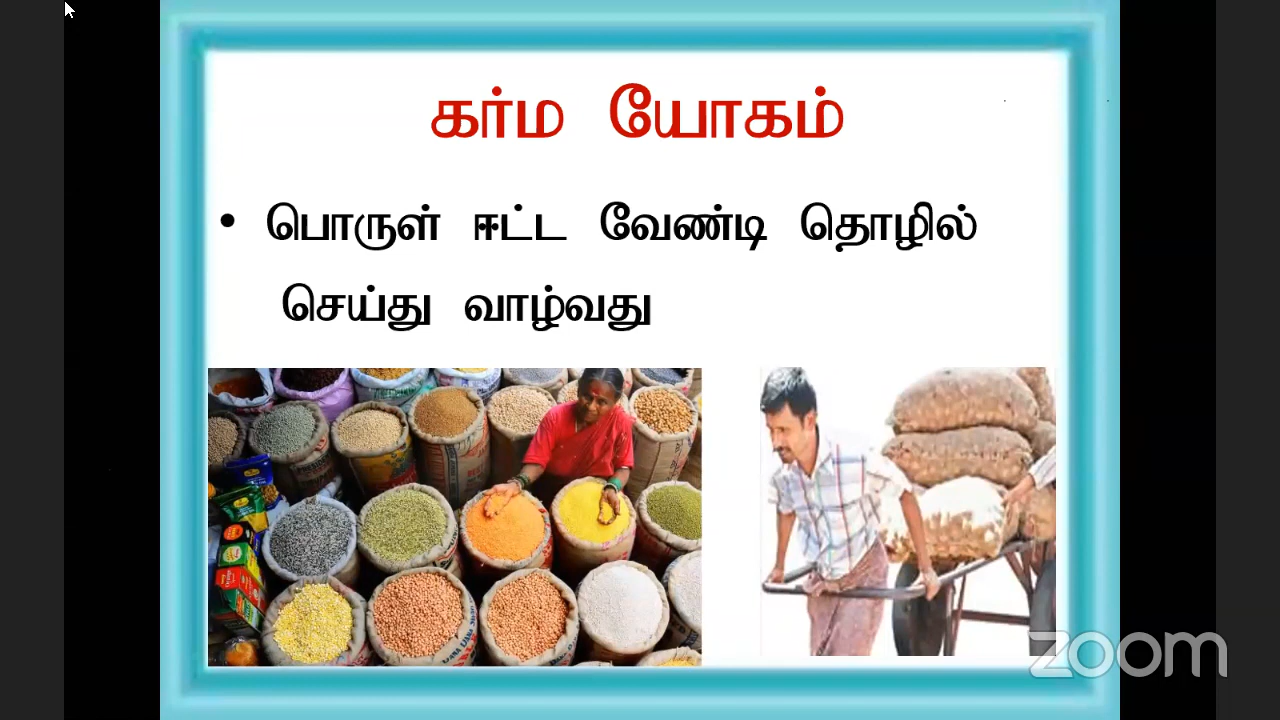 கர்ம யோகம்
• பொருள் ஈட்ட வேண்டி தொழில்
செய்து வாழ்வது
zoom